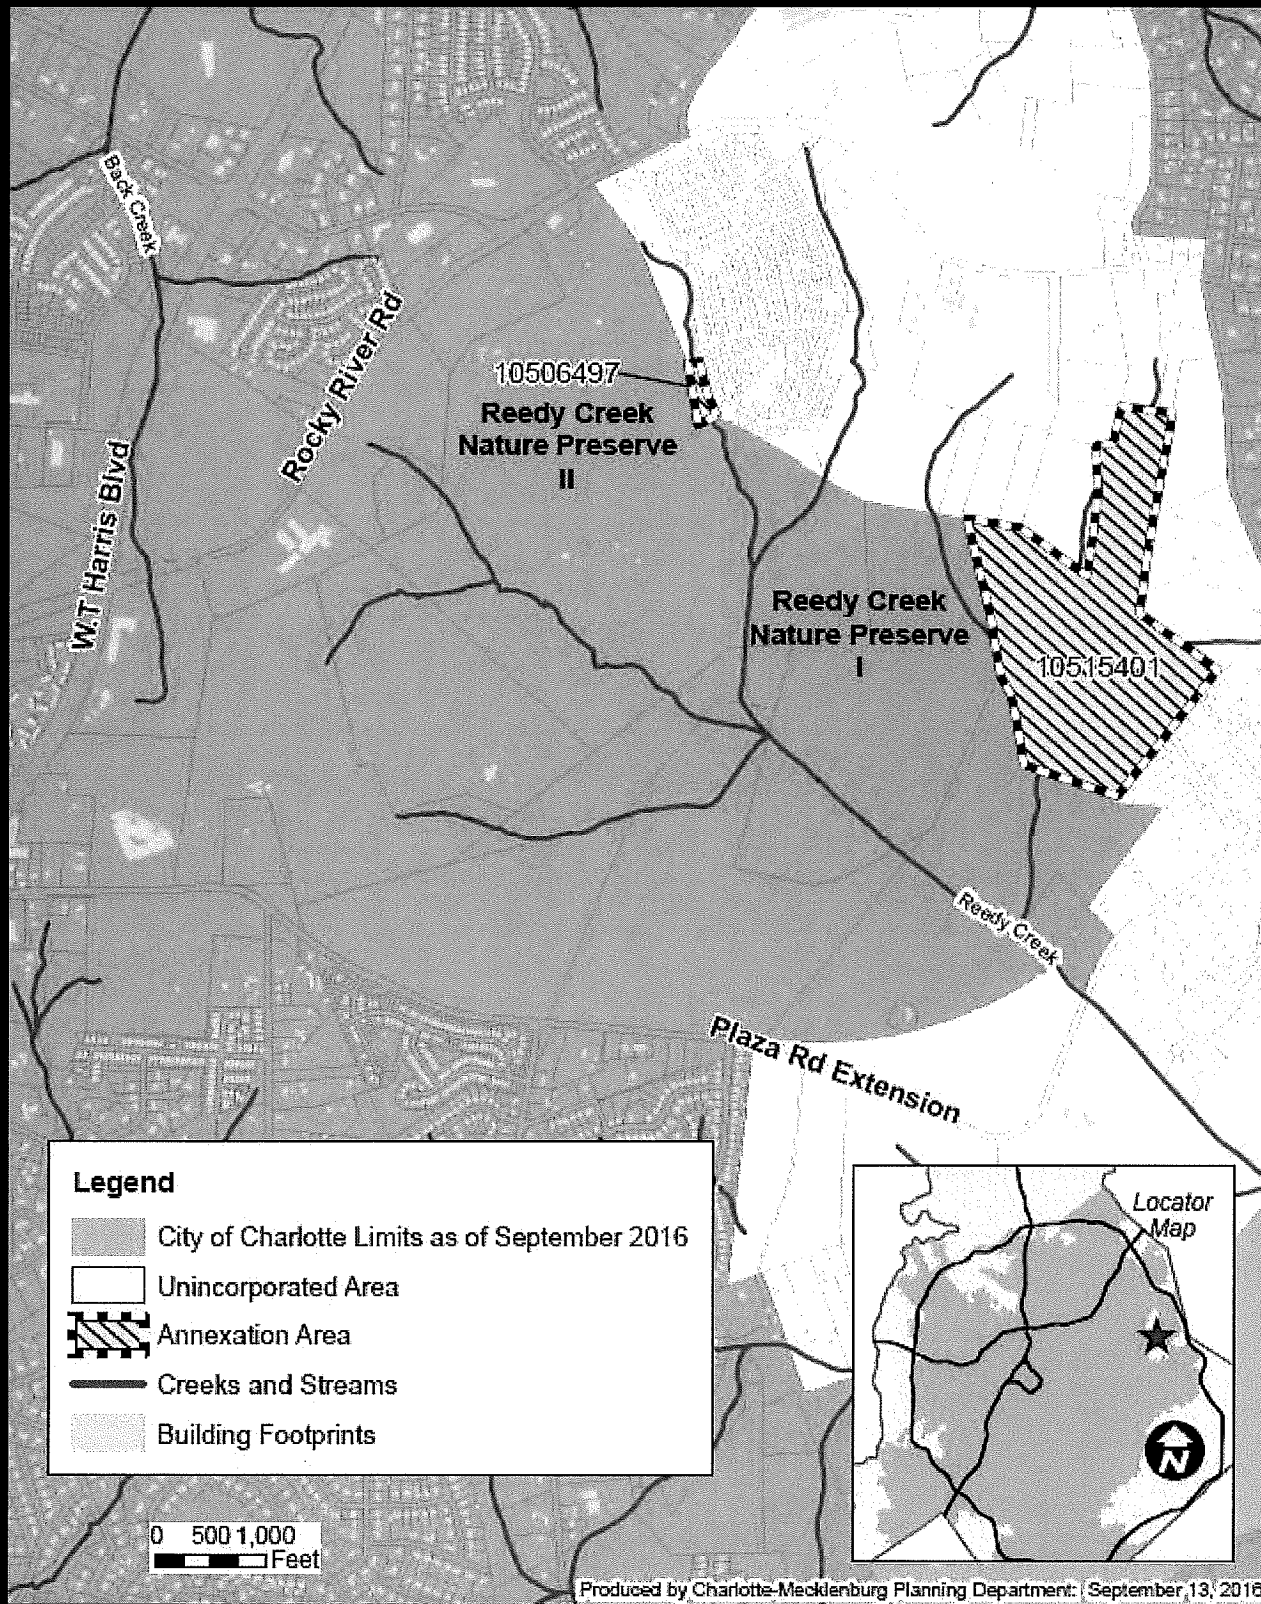 Back Creek
Rocky River Rd
W.T Harris Blvd
10506497
Reedy Creek
Nature Preserve
II
Reedy Creek
Nature Preserve
I
10515401
Reedy Creek
Plaza Rd Extension
Legend
City of Charlotte Limits as of September 2016
Unincorporated Area
Annexation Area
Creeks and Streams
Building Footprints
Locator
Map
N
0 500 1,000
Feet
Produced by Charlotte-Mecklenburg Planning Department: September,13, 2016